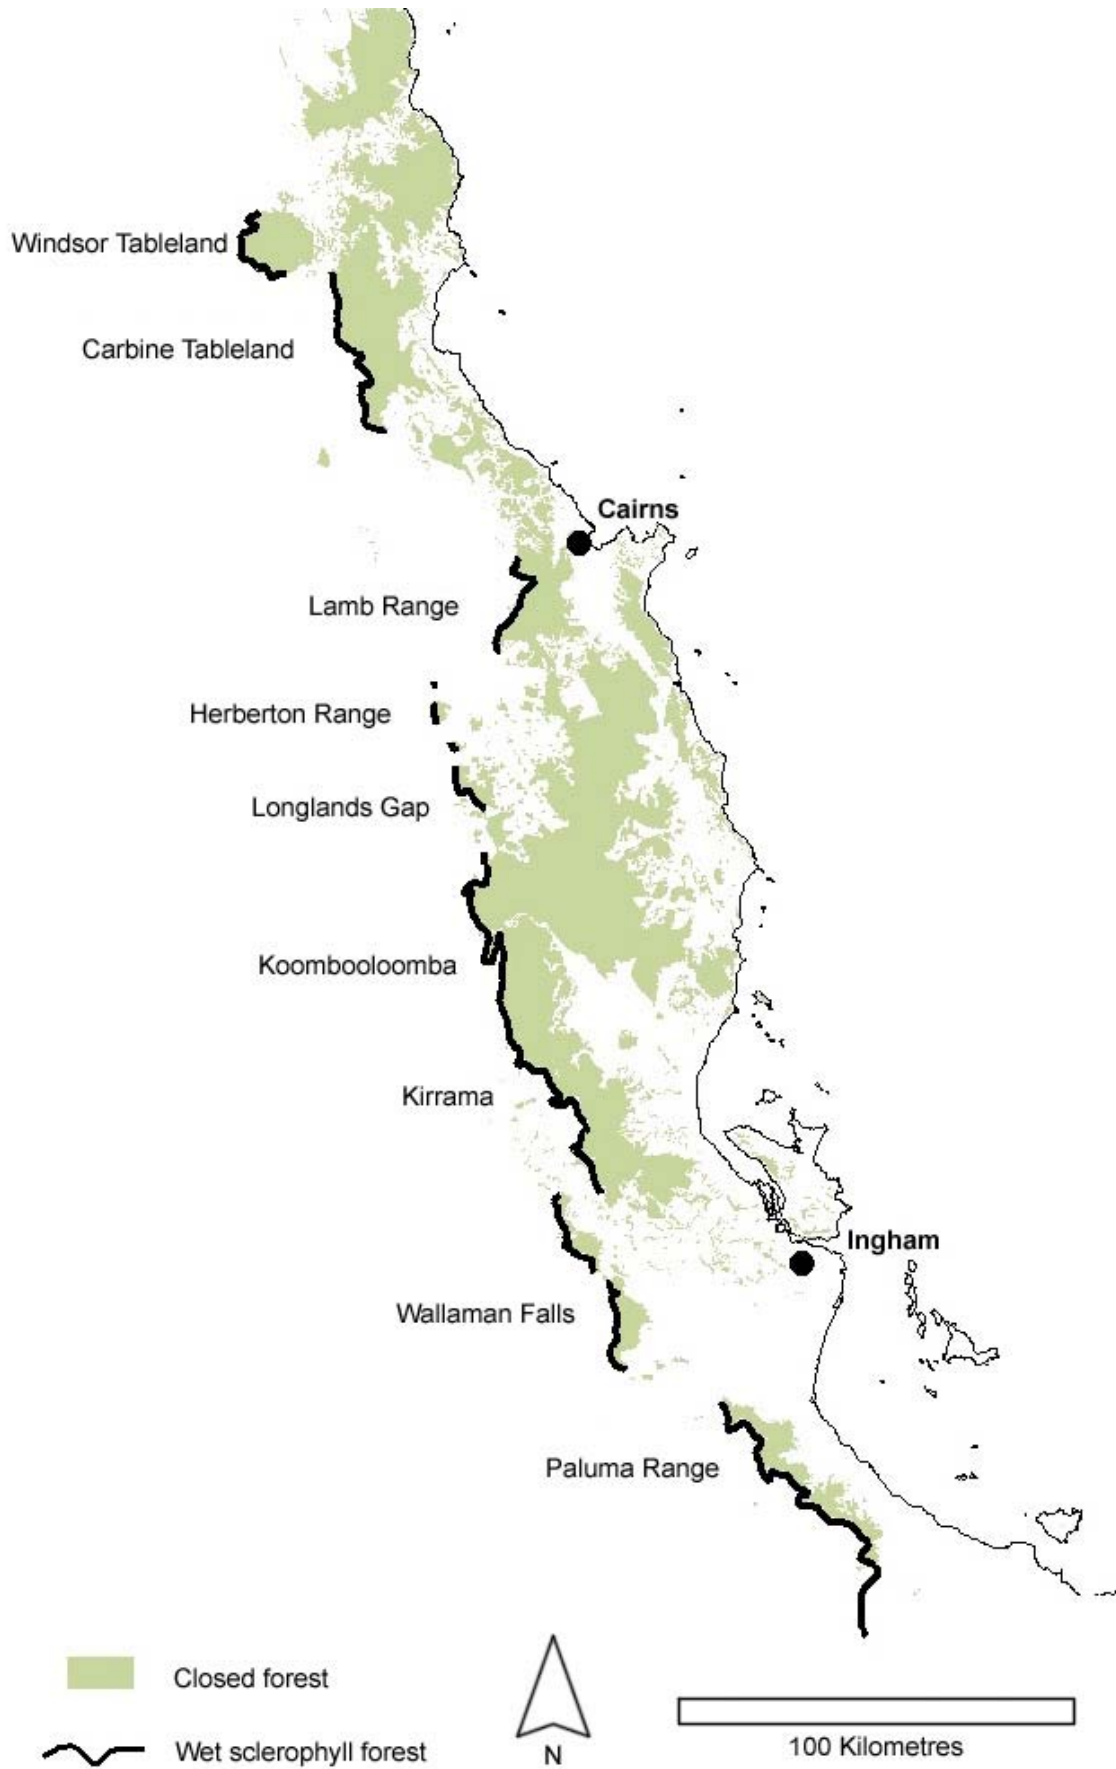 Windsor Tableland
Carbine Tableland
Cairns
Lamb Range
Herberton Range
Longlands Gap
Koombooloomba
Kirrama
Ingham
Wallaman Falls
Paluma Range
Closed forest
Wet sclerophyll forest
N
100 Kilometres